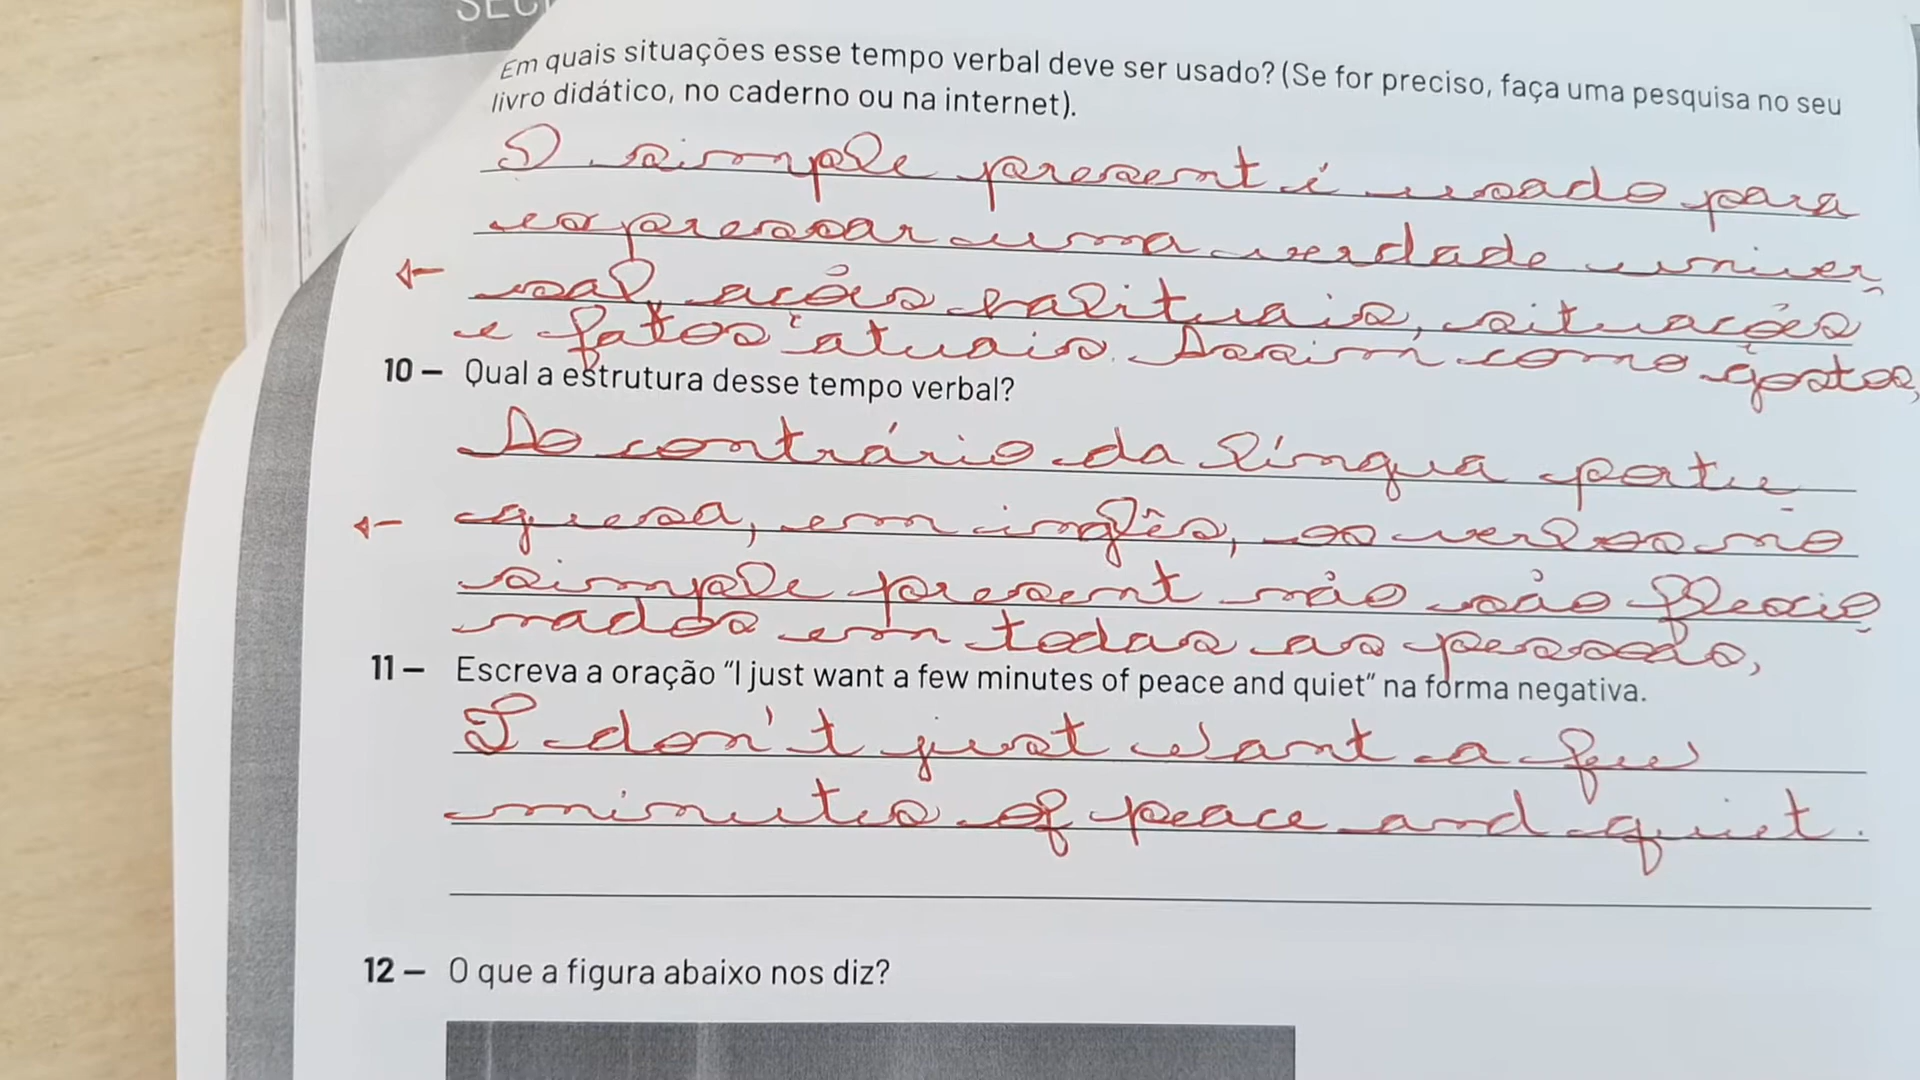 SEC
Em quais situações esse tempo verbal deve ser usado? (Se for preciso, faça uma pesquisa no seu
livro didático, no caderno ou na internet).
O simple present é usado para
expressar uma verdade univer-
sal, ações habituais, situações
e fatos atuais. Assim como gostos,
10 – Qual a estrutura desse tempo verbal?
Ao contrário da língua portu-
guesa, em inglês, os verbos no
simple present não são flexio-
nados em todas as pessoas,
11 – Escreva a oração “I just want a few minutes of peace and quiet” na forma negativa.
I don't just want a few
minutes of peace and quiet.
12 – O que a figura abaixo nos diz?